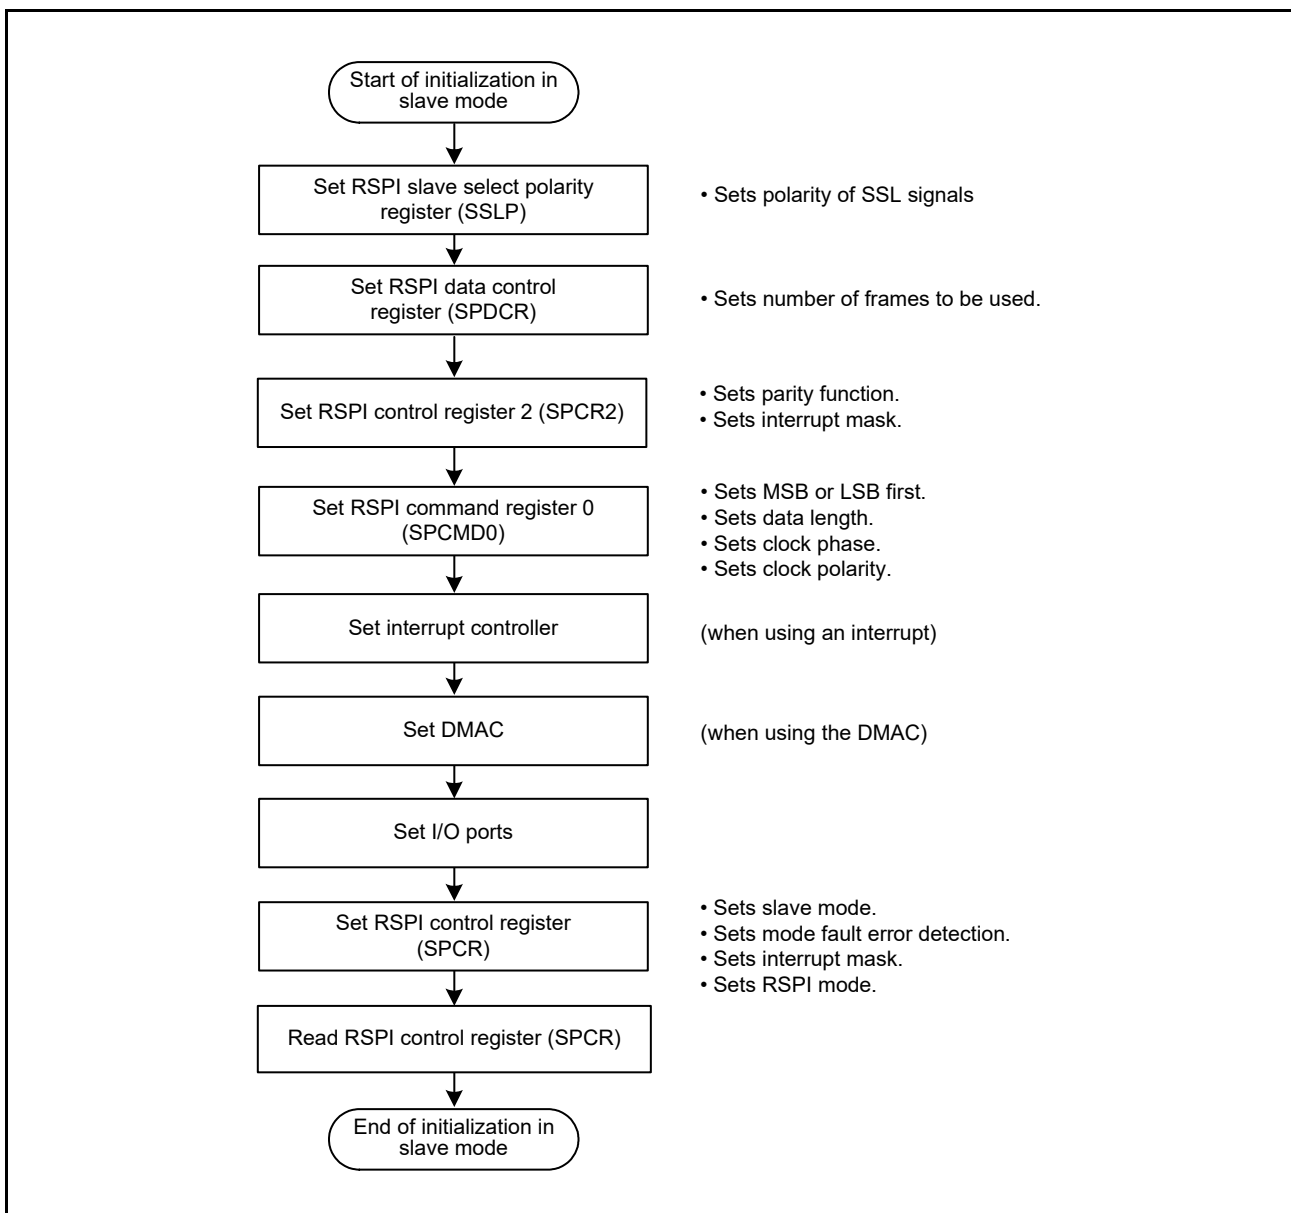 Start of initialization in
slave mode
Set RSPI slave select polarity
register (SSLP)
• Sets polarity of SSL signals
Set RSPI data control
register (SPDCR)
• Sets number of frames to be used.
Set RSPI control register 2 (SPCR2)
• Sets parity function.
• Sets interrupt mask.
Set RSPI command register 0
(SPCMD0)
• Sets MSB or LSB first.
• Sets data length.
• Sets clock phase.
• Sets clock polarity.
Set interrupt controller
(when using an interrupt)
Set DMAC
(when using the DMAC)
Set I/O ports
Set RSPI control register
(SPCR)
• Sets slave mode.
• Sets mode fault error detection.
• Sets interrupt mask.
• Sets RSPI mode.
Read RSPI control register (SPCR)
End of initialization in
slave mode